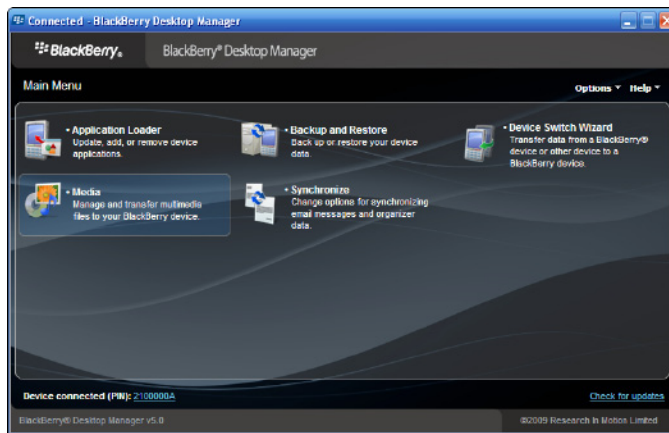 Connected - BlackBerry Desktop Manager
BlackBerry®
BlackBerry® Desktop Manager
Main Menu
Options
Help
• Application Loader
Update, add, or remove device
applications.
• Backup and Restore
Back up or restore your device
data.
• Device Switch Wizard
Transfer data from a BlackBerry®
device or other device to a
BlackBerry device.
• Media
Manage and transfer multimedia
files to your BlackBerry device.
• Synchronize
Change options for synchronizing
email messages and organizer
data.
Device connected (PIN): 2100000A
Check for updates
BlackBerry® Desktop Manager v5.0
©2009 Research In Motion Limited